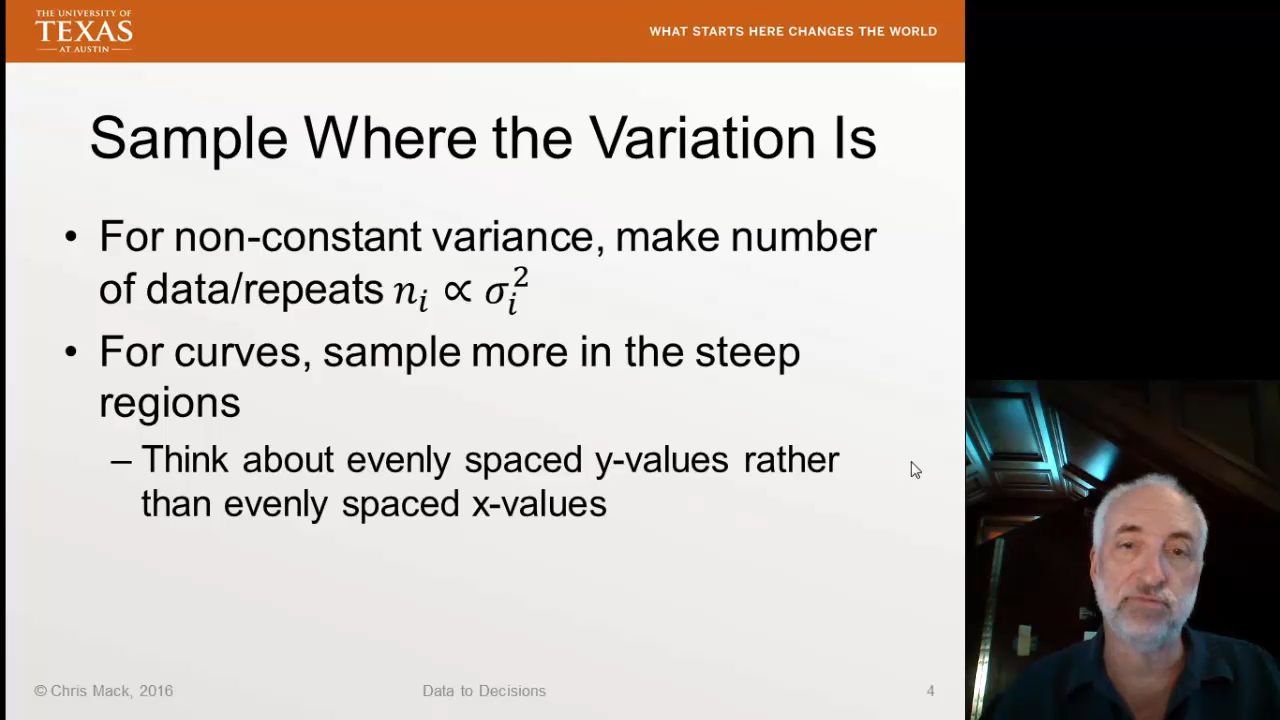 THE UNIVERSITY OF
TEXAS
AT AUSTIN
WHAT STARTS HERE CHANGES THE WORLD
Sample Where the Variation Is
• For non-constant variance, make number
of data/repeats nᵢ ∝ σᵢ²
• For curves, sample more in the steep
regions
– Think about evenly spaced y-values rather
than evenly spaced x-values
© Chris Mack, 2016
Data to Decisions
4